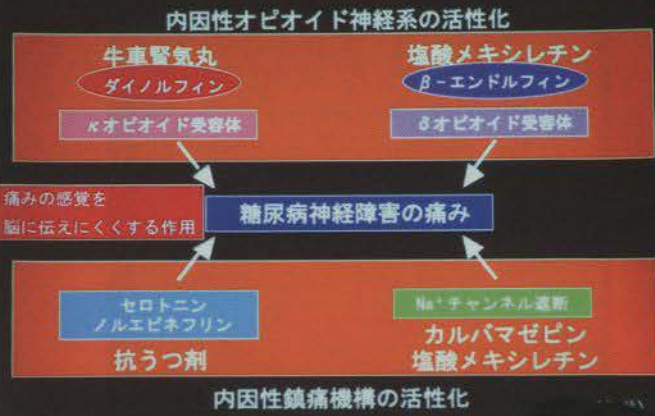 内因性オピオイド神経系の活性化
牛車腎気丸
塩酸メキシレチン
ダイノルフィン
β-エンドルフィン
κオピオイド受容体
δオピオイド受容体
痛みの感覚を
脳に伝えにくくする作用
糖尿病神経障害の痛み
セロトニン
ノルエピネフリン
Na⁺チャンネル遮断
抗うつ剤
カルバマゼピン
塩酸メキシレチン
内因性鎮痛機構の活性化